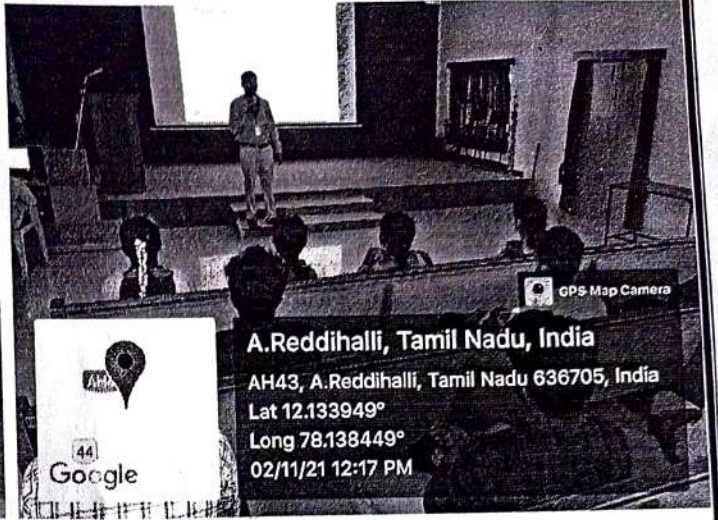 GPS Map Camera
A.Reddihalli, Tamil Nadu, India
AH43, A.Reddihalli, Tamil Nadu 636705, India
Lat 12.133949°
Long 78.138449°
02/11/21 12:17 PM
44
Google